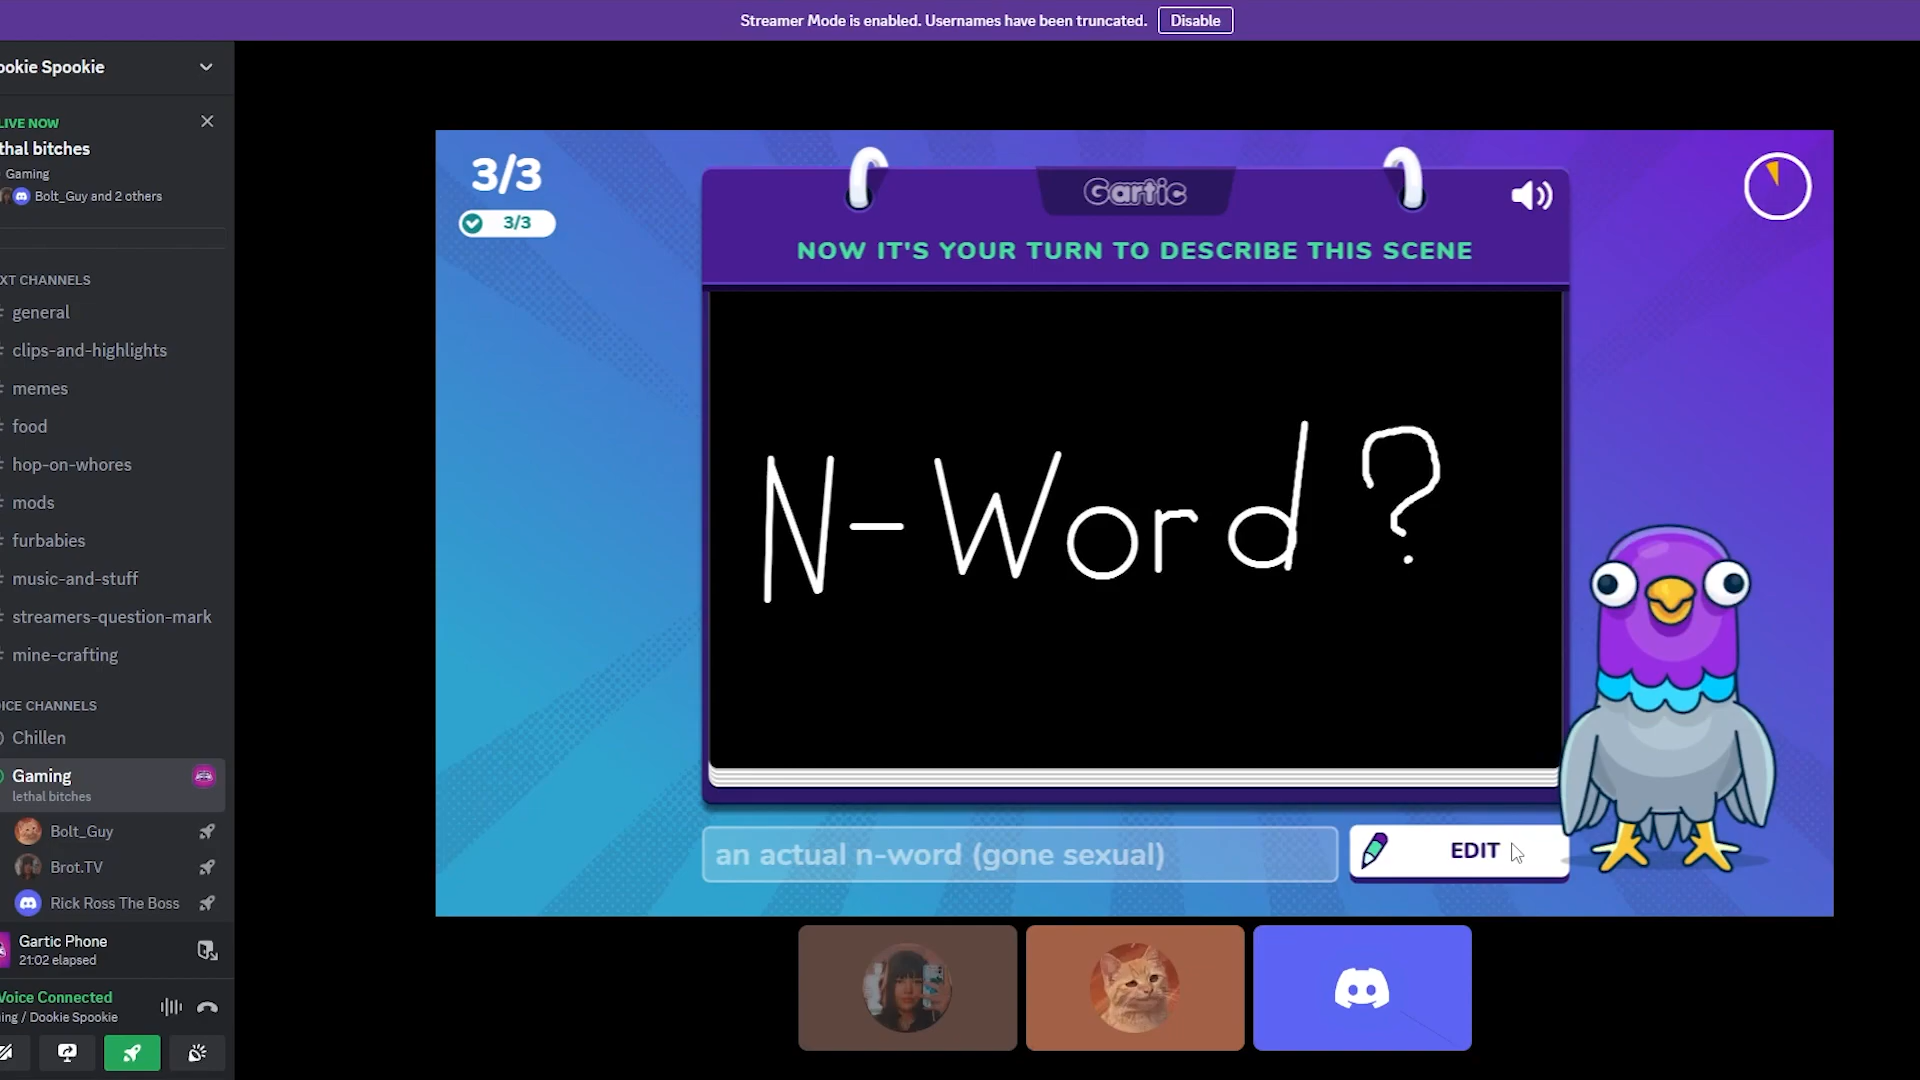 Streamer Mode is enabled. Usernames have been truncated.
Disable
ookie Spookie
LIVE NOW
thal bitches
Gaming
Bolt_Guy and 2 others
XT CHANNELS
general
clips-and-highlights
memes
food
hop-on-whores
mods
furbabies
music-and-stuff
streamers-question-mark
mine-crafting
ICE CHANNELS
Chillen
Gaming
lethal bitches
Bolt_Guy
Brot.TV
Rick Ross The Boss
Gartic Phone
21:02 elapsed
Voice Connected
ing / Dookie Spookie
3/3
3/3
Gartic
NOW IT'S YOUR TURN TO DESCRIBE THIS SCENE
N-Word ?
an actual n-word (gone sexual)
EDIT